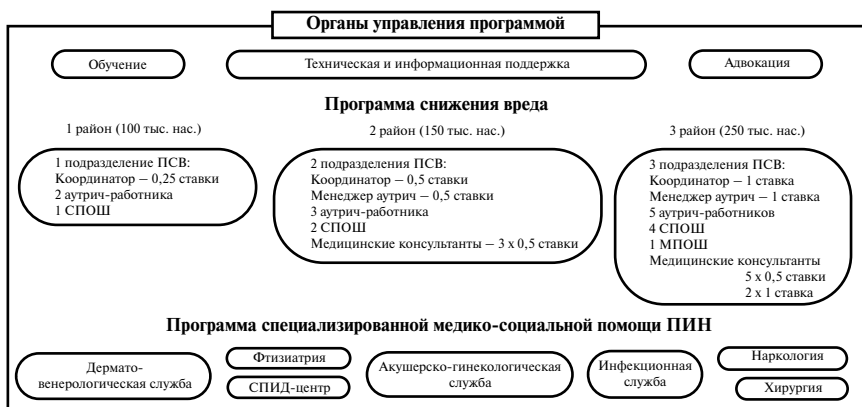 Органы управления программой
Обучение
Техническая и информационная поддержка
Адвокация
Программа снижения вреда
1 район (100 тыс. нас.)
1 подразделение ПСВ:
Координатор – 0,25 ставки
2 аутрич-работника
1 СПОШ
2 район (150 тыс. нас.)
2 подразделения ПСВ:
Координатор – 0,5 ставки
Менеджер аутрич – 0,5 ставки
3 аутрич-работника
2 СПОШ
Медицинские консультанты – 3 х 0,5 ставки
3 район (250 тыс. нас.)
3 подразделения ПСВ:
Координатор – 1 ставка
Менеджер аутрич – 1 ставка
5 аутрич-работников
4 СПОШ
1 МПОШ
Медицинские консультанты
5 х 0,5 ставки
2 х 1 ставка
Программа специализированной медико-социальной помощи ПИН
Дермато-
венерологическая служба
Фтизиатрия
СПИД-центр
Акушерско-гинекологическая
служба
Инфекционная
служба
Наркология
Хирургия